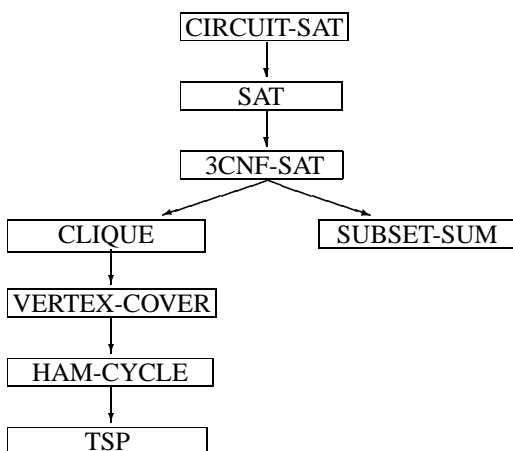 CIRCUIT-SAT
SAT
3CNF-SAT
CLIQUE
SUBSET-SUM
VERTEX-COVER
HAM-CYCLE
TSP